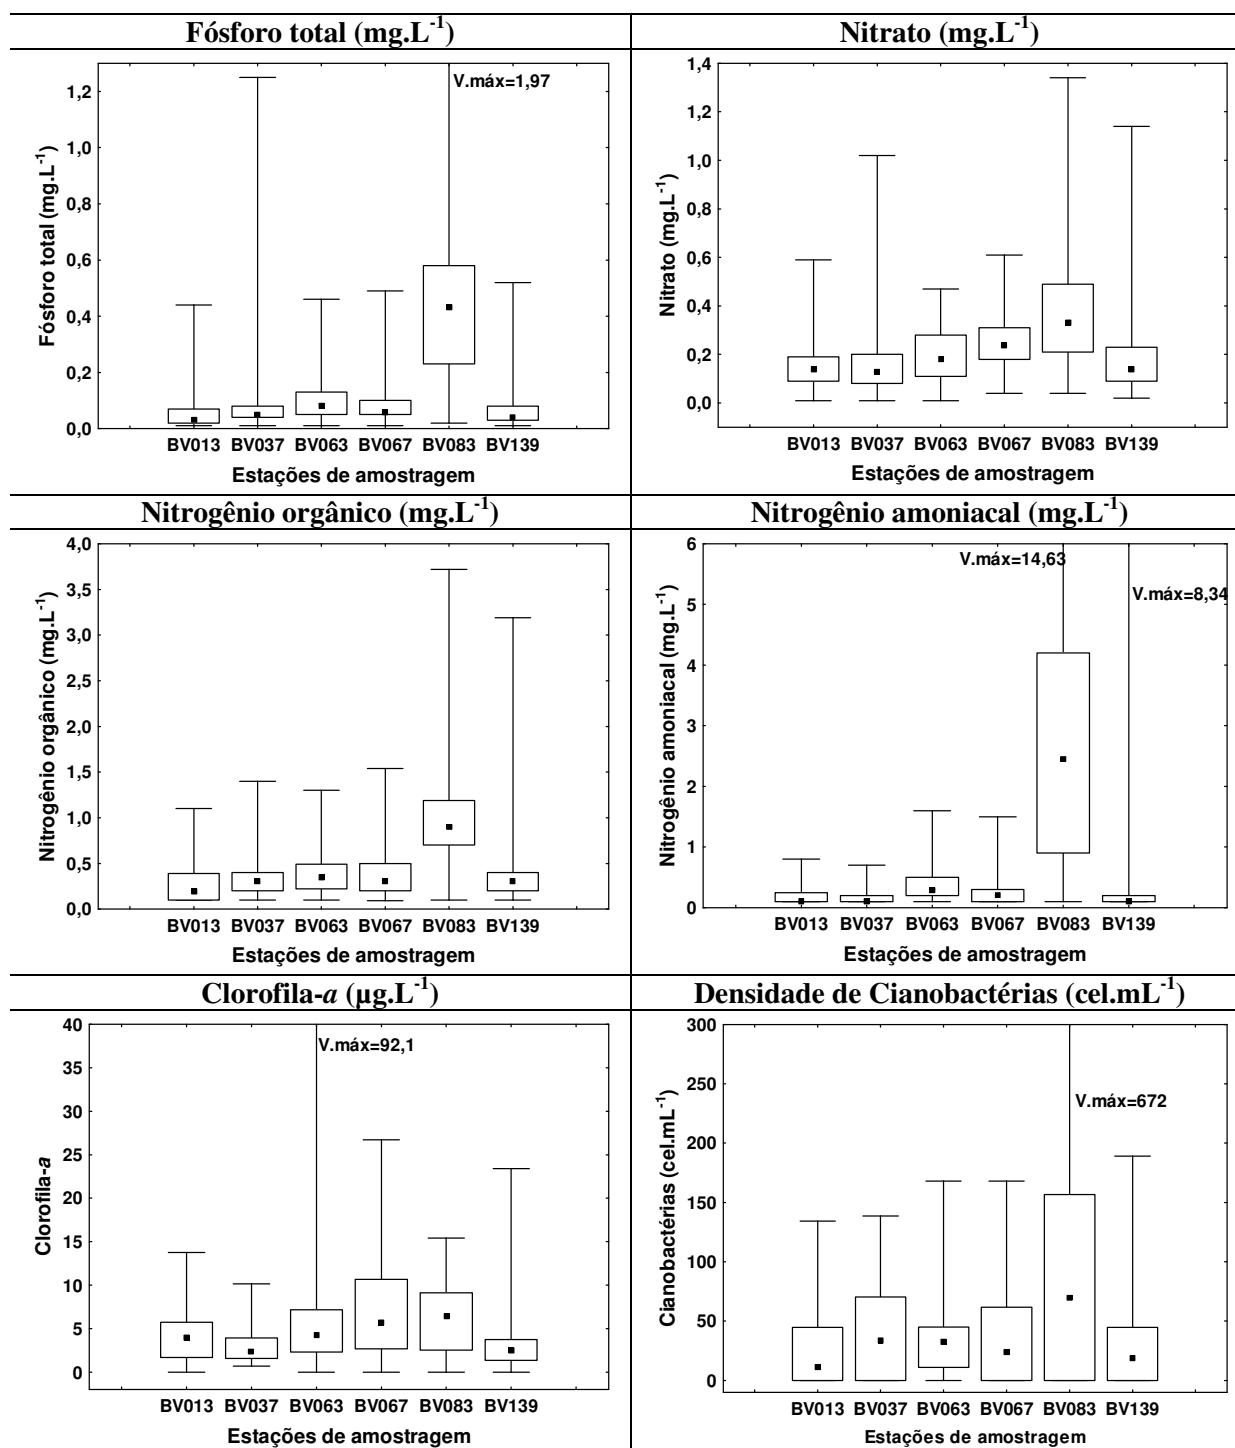 Fósforo total (mg.L-1)
Nitrato (mg.L-1)
V.máx=1,97
Fósforo total (mg.L-1)
1,2
1,0
0,8
0,6
0,4
0,2
0,0
BV013 BV037 BV063 BV067 BV083 BV139
Estações de amostragem
Nitrato (mg.L-1)
1,4
1,2
1,0
0,8
0,6
0,4
0,2
0,0
BV013 BV037 BV063 BV067 BV083 BV139
Estações de amostragem
Nitrogênio orgânico (mg.L-1)
Nitrogênio amoniacal (mg.L-1)
Nitrogênio orgânico (mg.L-1)
4,0
3,5
3,0
2,5
2,0
1,5
1,0
0,5
0,0
BV013 BV037 BV063 BV067 BV083 BV139
Estações de amostragem
V.máx=14,63
V.máx=8,34
Nitrogênio amoniacal (mg.L-1)
6
5
4
3
2
1
0
BV013 BV037 BV063 BV067 BV083 BV139
Estações de amostragem
Clorofila-a (µg.L-1)
Densidade de Cianobactérias (cel.mL-1)
V.máx=92,1
Clorofila-a
40
35
30
25
20
15
10
5
0
BV013 BV037 BV063 BV067 BV083 BV139
Estações de amostragem
V.máx=672
Cianobactérias (cel.mL-1)
300
250
200
150
100
50
0
BV013 BV037 BV063 BV067 BV083 BV139
Estações de amostragem